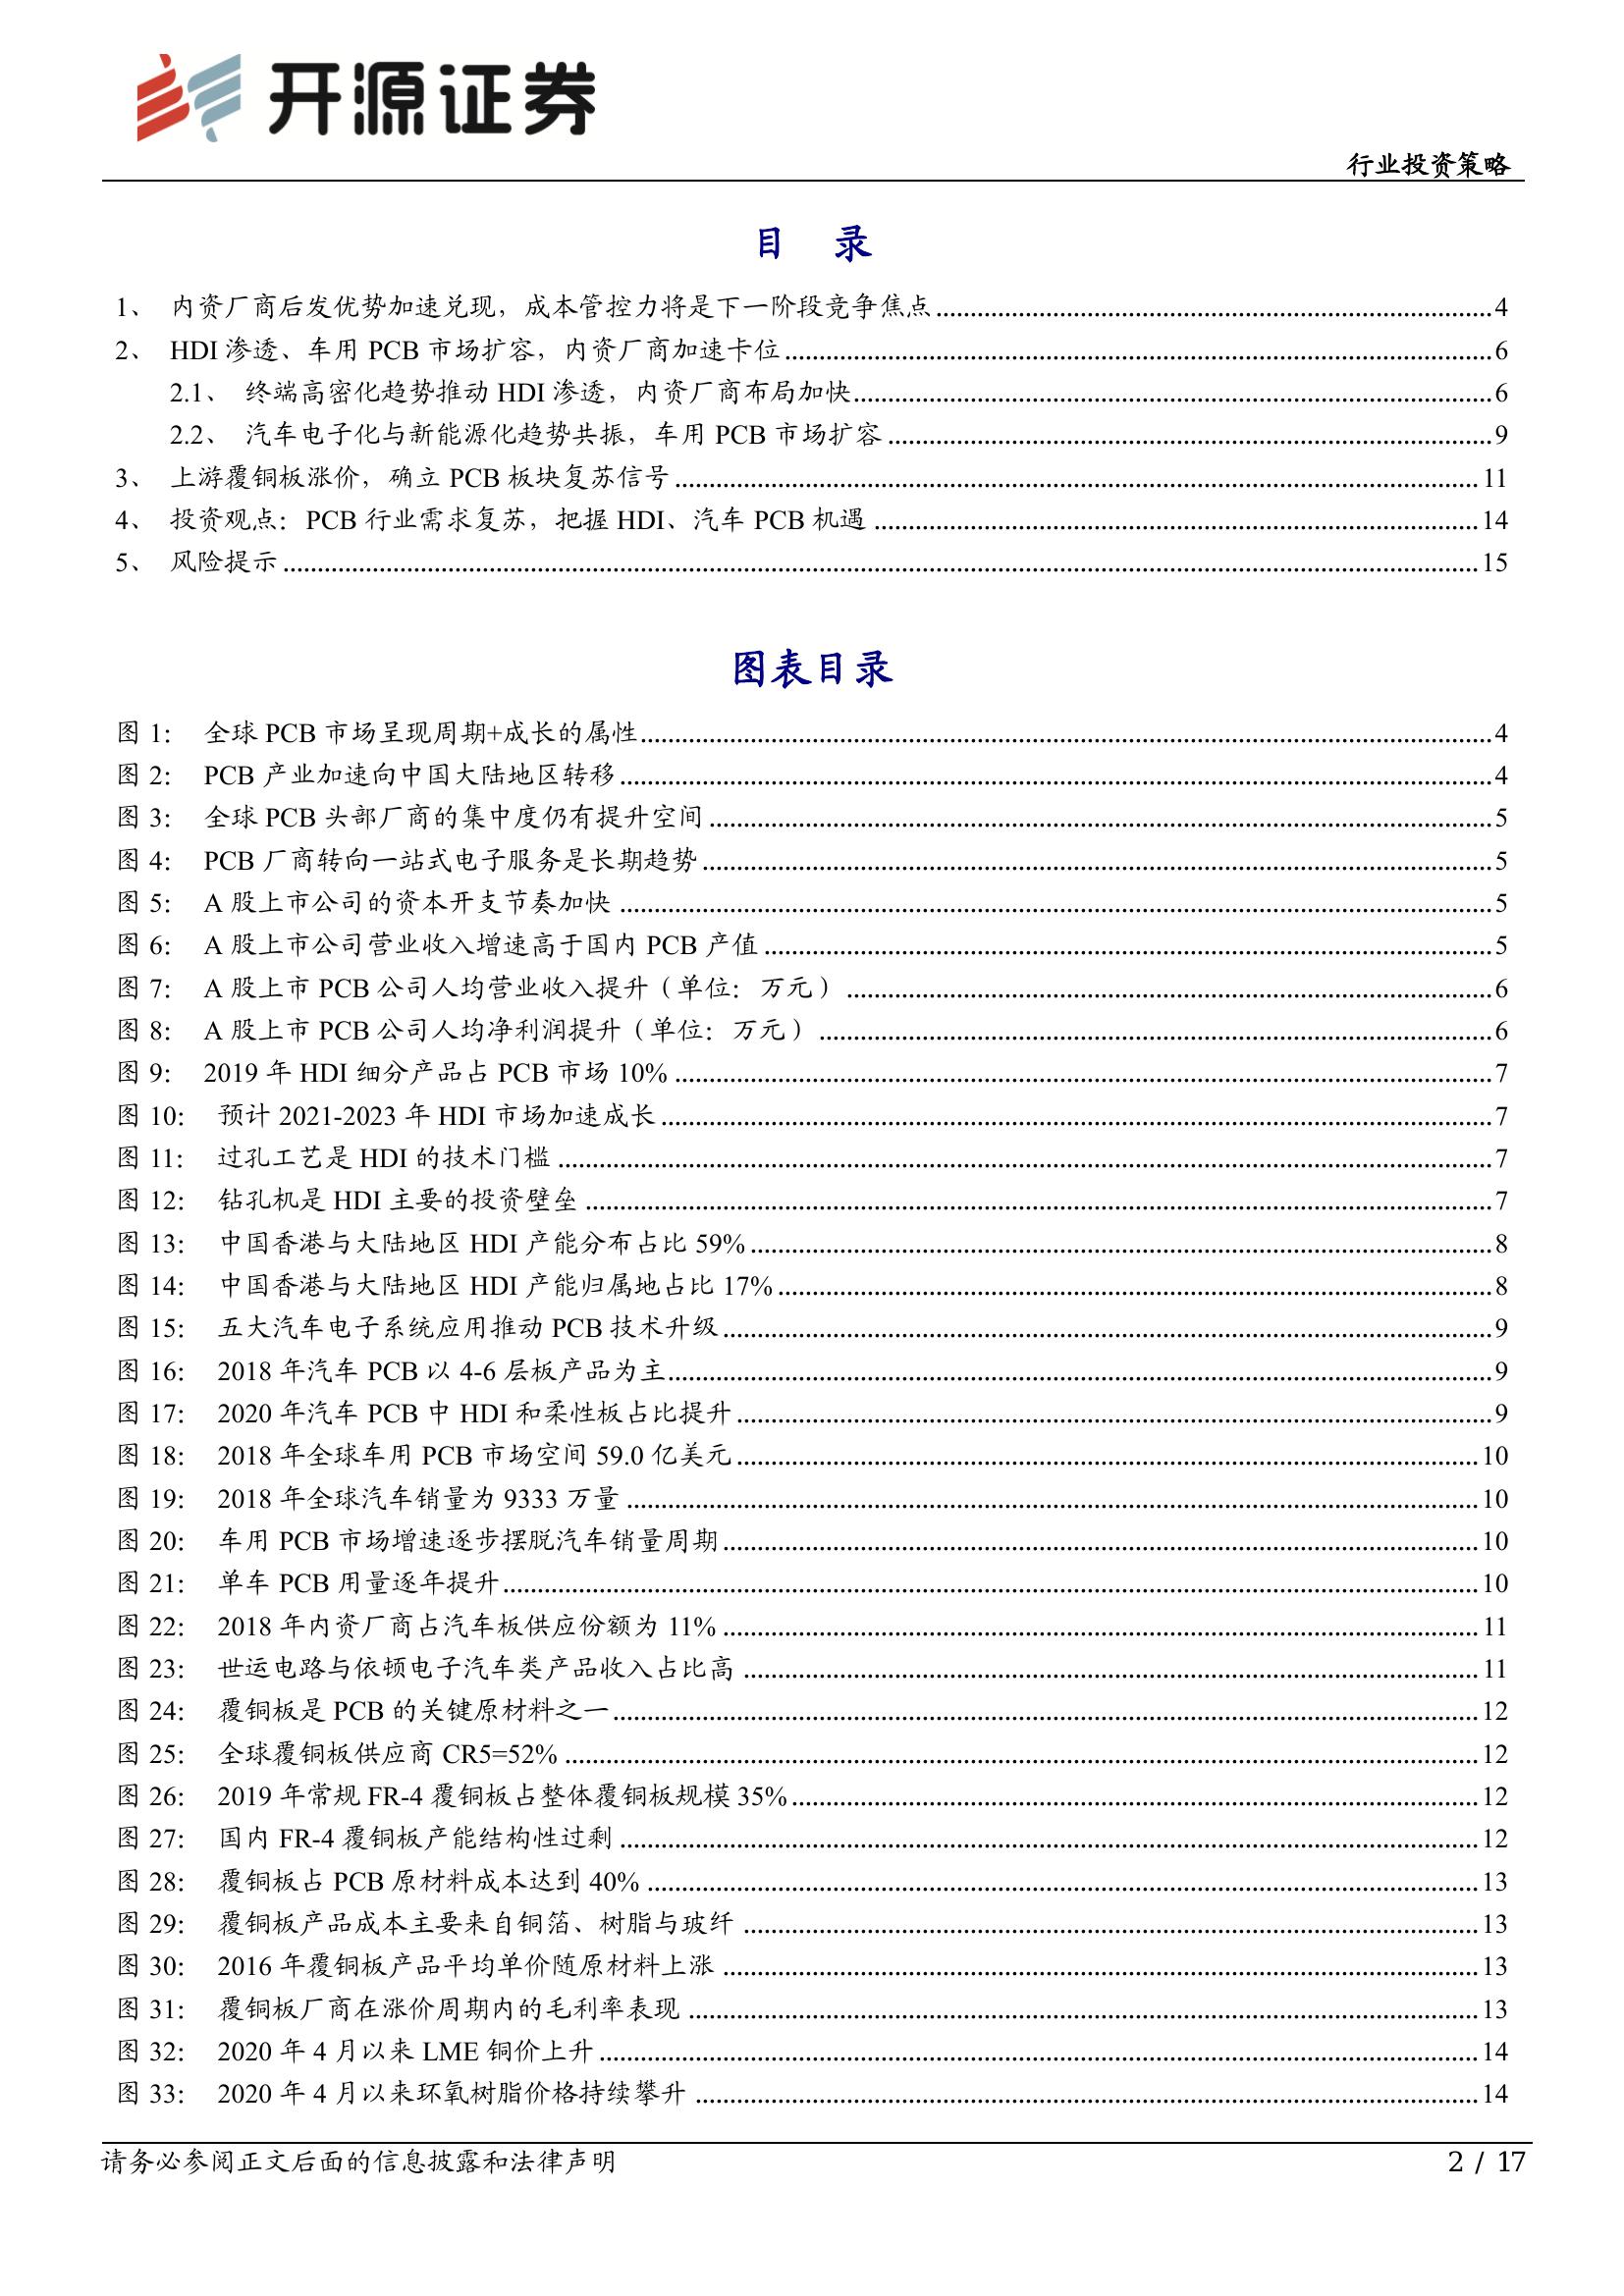 开源证券
行业投资策略
目 录
1、 内资厂商后发优势加速兑现，成本管控力将是下一阶段竞争焦点 4
2、 HDI 渗透、车用 PCB 市场扩容，内资厂商加速卡位 6
2.1、 终端高密化趋势推动 HDI 渗透，内资厂商布局加快 6
2.2、 汽车电子化与新能源化趋势共振，车用 PCB 市场扩容 9
3、 上游覆铜板涨价，确立 PCB 板块复苏信号 11
4、 投资观点：PCB 行业需求复苏，把握 HDI、汽车 PCB 机遇 14
5、 风险提示 15
图表目录
图 1： 全球 PCB 市场呈现周期+成长的属性 4
图 2： PCB 产业加速向中国大陆地区转移 4
图 3： 全球 PCB 头部厂商的集中度仍有提升空间 5
图 4： PCB 厂商转向一站式电子服务是长期趋势 5
图 5： A 股上市公司的资本开支节奏加快 5
图 6： A 股上市公司营业收入增速高于国内 PCB 产值 5
图 7： A 股上市 PCB 公司人均营业收入提升（单位：万元） 6
图 8： A 股上市 PCB 公司人均净利润提升（单位：万元） 6
图 9： 2019 年 HDI 细分产品占 PCB 市场 10% 7
图 10： 预计 2021-2023 年 HDI 市场加速成长 7
图 11： 过孔工艺是 HDI 的技术门槛 7
图 12： 钻孔机是 HDI 主要的投资壁垒 7
图 13： 中国香港与大陆地区 HDI 产能分布占比 59% 8
图 14： 中国香港与大陆地区 HDI 产能归属地占比 17% 8
图 15： 五大汽车电子系统应用推动 PCB 技术升级 9
图 16： 2018 年汽车 PCB 以 4-6 层板产品为主 9
图 17： 2020 年汽车 PCB 中 HDI 和柔性板占比提升 9
图 18： 2018 年全球车用 PCB 市场空间 59.0 亿美元 10
图 19： 2018 年全球汽车销量为 9333 万量 10
图 20： 车用 PCB 市场增速逐步摆脱汽车销量周期 10
图 21： 单车 PCB 用量逐年提升 10
图 22： 2018 年内资厂商占汽车板供应份额为 11% 11
图 23： 世运电路与依顿电子汽车类产品收入占比高 11
图 24： 覆铜板是 PCB 的关键原材料之一 12
图 25： 全球覆铜板供应商 CR5=52% 12
图 26： 2019 年常规 FR-4 覆铜板占整体覆铜板规模 35% 12
图 27： 国内 FR-4 覆铜板产能结构性过剩 12
图 28： 覆铜板占 PCB 原材料成本达到 40% 13
图 29： 覆铜板产品成本主要来自铜箔、树脂与玻纤 13
图 30： 2016 年覆铜板产品平均单价随原材料上涨 13
图 31： 覆铜板厂商在涨价周期内的毛利率表现 13
图 32： 2020 年 4 月以来 LME 铜价上升 14
图 33： 2020 年 4 月以来环氧树脂价格持续攀升 14
请务必参阅正文后面的信息披露和法律声明 2 / 17